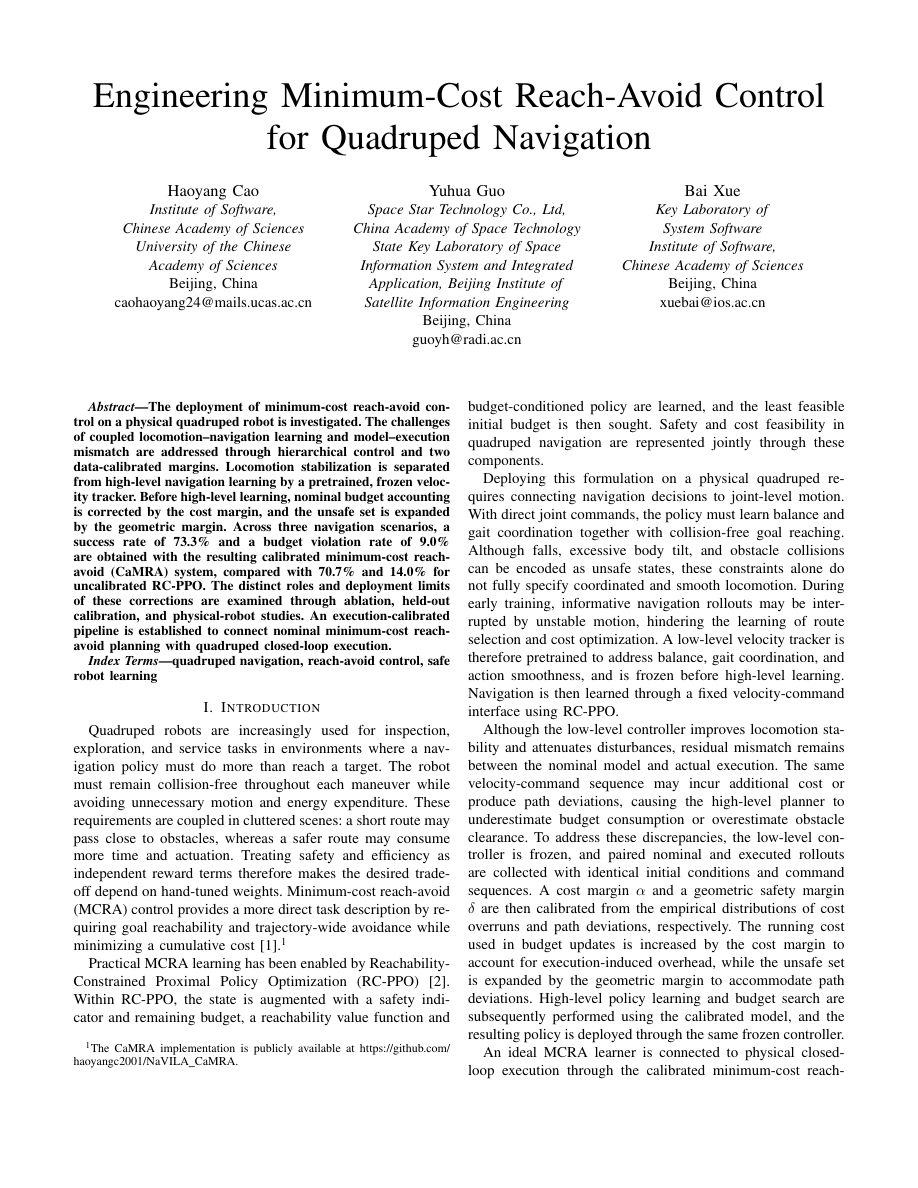 Engineering Minimum-Cost Reach-Avoid Control
for Quadruped Navigation
Haoyang Cao
Institute of Software,
Chinese Academy of Sciences
University of the Chinese
Academy of Sciences
Beijing, China
caohaoyang24@mails.ucas.ac.cn
Yuhua Guo
Space Star Technology Co., Ltd,
China Academy of Space Technology
State Key Laboratory of Space
Information System and Integrated
Application, Beijing Institute of
Satellite Information Engineering
Beijing, China
guoyh@radi.ac.cn
Bai Xue
Key Laboratory of
System Software
Institute of Software,
Chinese Academy of Sciences
Beijing, China
xuebai@ios.ac.cn
Abstract—The deployment of minimum-cost reach-avoid con-
trol on a physical quadruped robot is investigated. The challenges
of coupled locomotion–navigation learning and model–execution
mismatch are addressed through hierarchical control and two
data-calibrated margins. Locomotion stabilization is separated
from high-level navigation learning by a pretrained, frozen veloc-
ity tracker. Before high-level learning, nominal budget accounting
is corrected by the cost margin, and the unsafe set is expanded
by the geometric margin. Across three navigation scenarios, a
success rate of 73.3% and a budget violation rate of 9.0%
are obtained with the resulting calibrated minimum-cost reach-
avoid (CaMRA) system, compared with 70.7% and 14.0% for
uncalibrated RC-PPO. The distinct roles and deployment limits
of these corrections are examined through ablation, held-out
calibration, and physical-robot studies. An execution-calibrated
pipeline is established to connect nominal minimum-cost reach-
avoid planning with quadruped closed-loop execution.
Index Terms—quadruped navigation, reach-avoid control, safe
robot learning
I. INTRODUCTION
Quadruped robots are increasingly used for inspection,
exploration, and service tasks in environments where a nav-
igation policy must do more than reach a target. The robot
must remain collision-free throughout each maneuver while
avoiding unnecessary motion and energy expenditure. These
requirements are coupled in cluttered scenes: a short route may
pass close to obstacles, whereas a safer route may consume
more time and actuation. Treating safety and efficiency as
independent reward terms therefore makes the desired trade-
off depend on hand-tuned weights. Minimum-cost reach-avoid
(MCRA) control provides a more direct task description by re-
quiring goal reachability and trajectory-wide avoidance while
minimizing a cumulative cost [1].1
Practical MCRA learning has been enabled by Reachability-
Constrained Proximal Policy Optimization (RC-PPO) [2].
Within RC-PPO, the state is augmented with a safety indi-
cator and remaining budget, a reachability value function and
1The CaMRA implementation is publicly available at https://github.com/
haoyangc2001/NaVILA_CaMRA.
budget-conditioned policy are learned, and the least feasible
initial budget is then sought. Safety and cost feasibility in
quadruped navigation are represented jointly through these
components.
Deploying this formulation on a physical quadruped re-
quires connecting navigation decisions to joint-level motion.
With direct joint commands, the policy must learn balance and
gait coordination together with collision-free goal reaching.
Although falls, excessive body tilt, and obstacle collisions
can be encoded as unsafe states, these constraints alone do
not fully specify coordinated and smooth locomotion. During
early training, informative navigation rollouts may be inter-
rupted by unstable motion, hindering the learning of route
selection and cost optimization. A low-level velocity tracker is
therefore pretrained to address balance, gait coordination, and
action smoothness, and is frozen before high-level learning.
Navigation is then learned through a fixed velocity-command
interface using RC-PPO.
Although the low-level controller improves locomotion sta-
bility and attenuates disturbances, residual mismatch remains
between the nominal model and actual execution. The same
velocity-command sequence may incur additional cost or
produce path deviations, causing the high-level planner to
underestimate budget consumption or overestimate obstacle
clearance. To address these discrepancies, the low-level con-
troller is frozen, and paired nominal and executed rollouts
are collected with identical initial conditions and command
sequences. A cost margin α and a geometric safety margin
δ are then calibrated from the empirical distributions of cost
overruns and path deviations, respectively. The running cost
used in budget updates is increased by the cost margin to
account for execution-induced overhead, while the unsafe set
is expanded by the geometric margin to accommodate path
deviations. High-level policy learning and budget search are
subsequently performed using the calibrated model, and the
resulting policy is deployed through the same frozen controller.
An ideal MCRA learner is connected to physical closed-
loop execution through the calibrated minimum-cost reach-